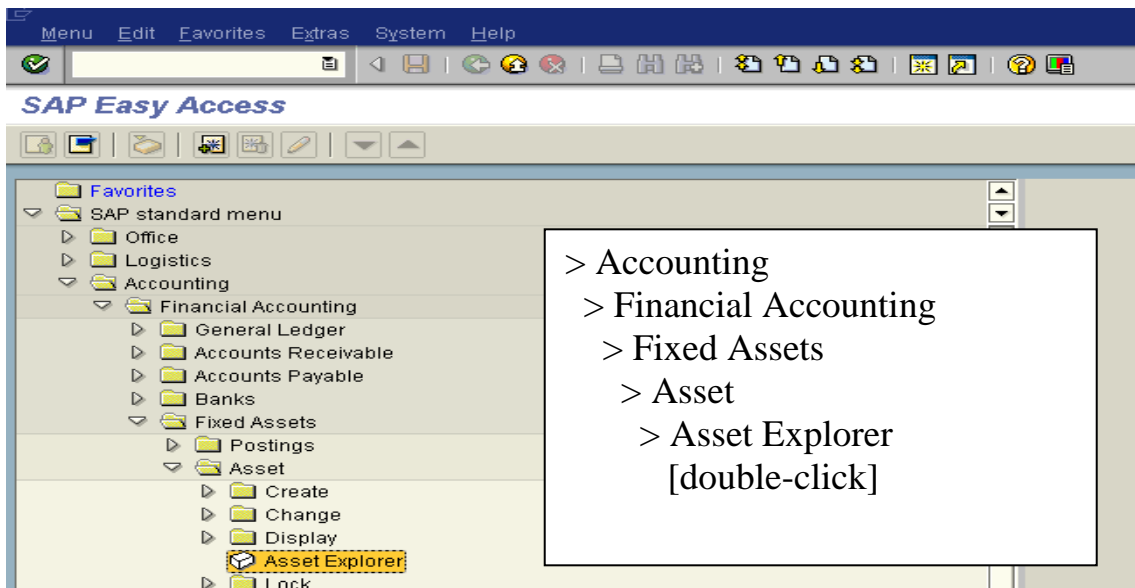 Menu Edit Favorites Extras System Help
SAP Easy Access
Favorites
SAP standard menu
Office
Logistics
Accounting
Financial Accounting
General Ledger
Accounts Receivable
Accounts Payable
Banks
Fixed Assets
Postings
Asset
Create
Change
Display
Asset Explorer
Lock
> Accounting
> Financial Accounting
> Fixed Assets
> Asset
> Asset Explorer
[double-click]